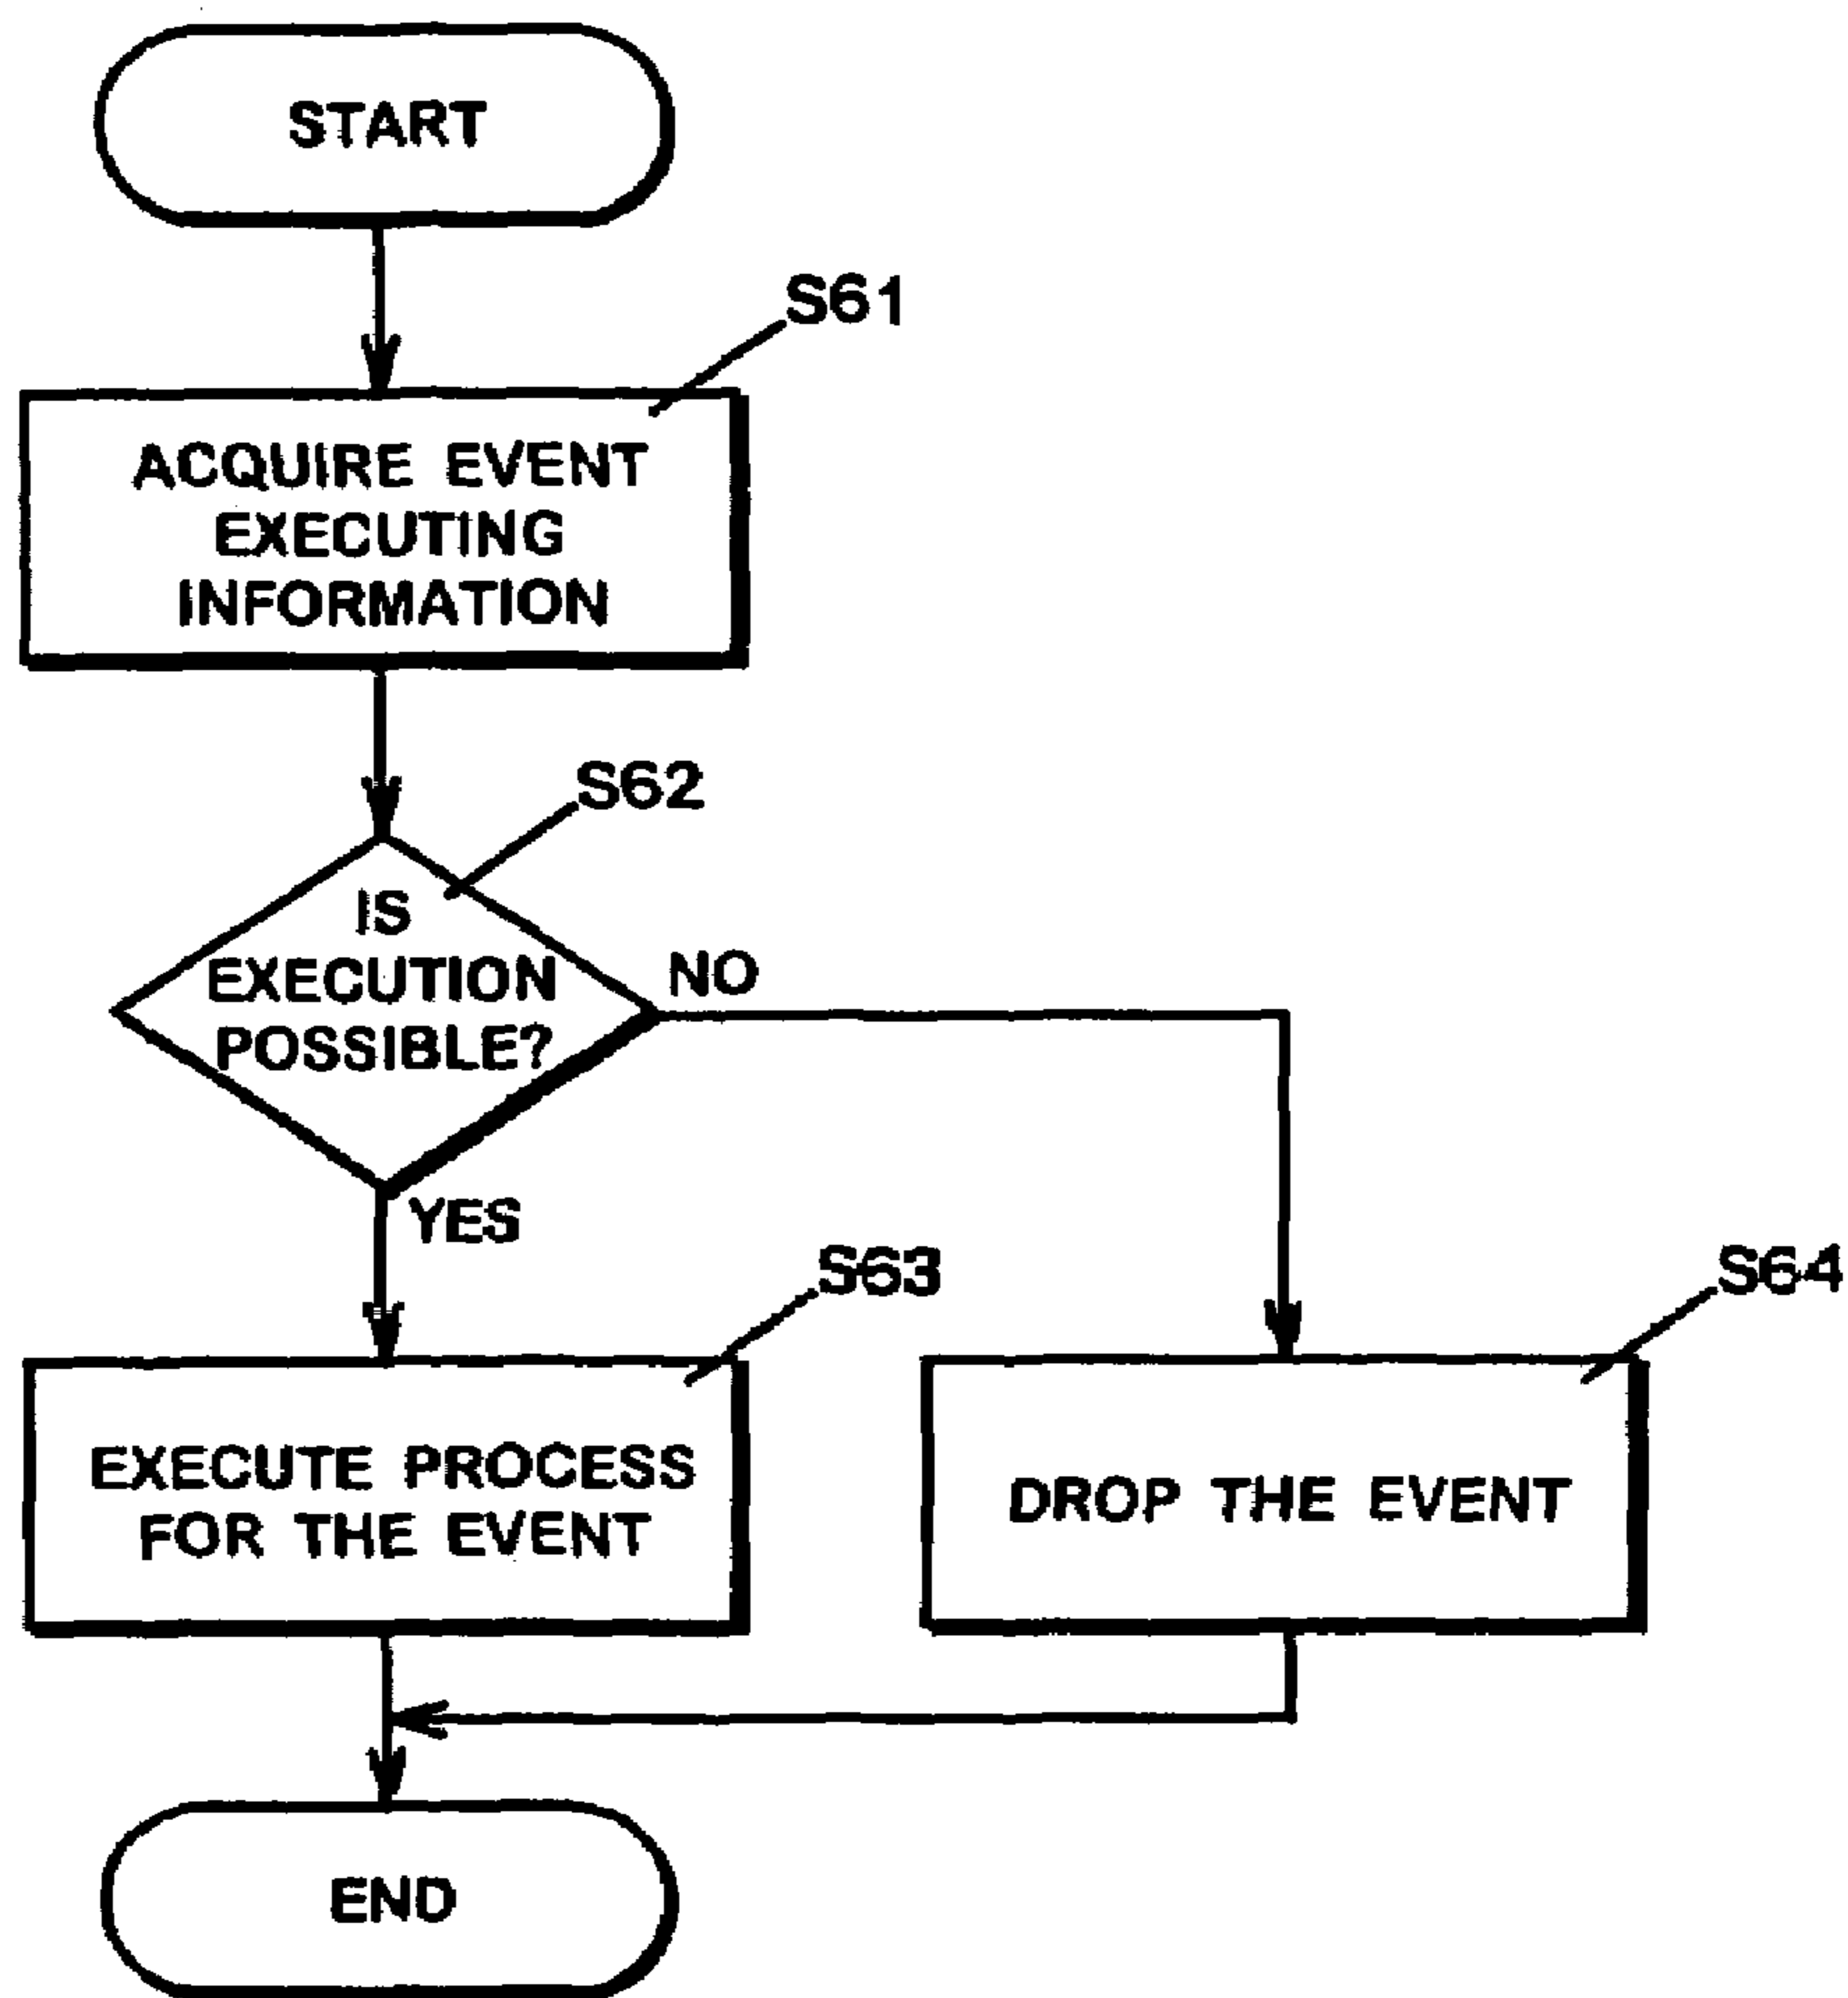 START
S61
ACQUIRE EVENT
EXECUTING
INFORMATION
S62
IS
EXECUTION
POSSIBLE?
NO
YES
S63
S64
EXECUTE PROCESS
FOR THE EVENT
DROP THE EVENT
END